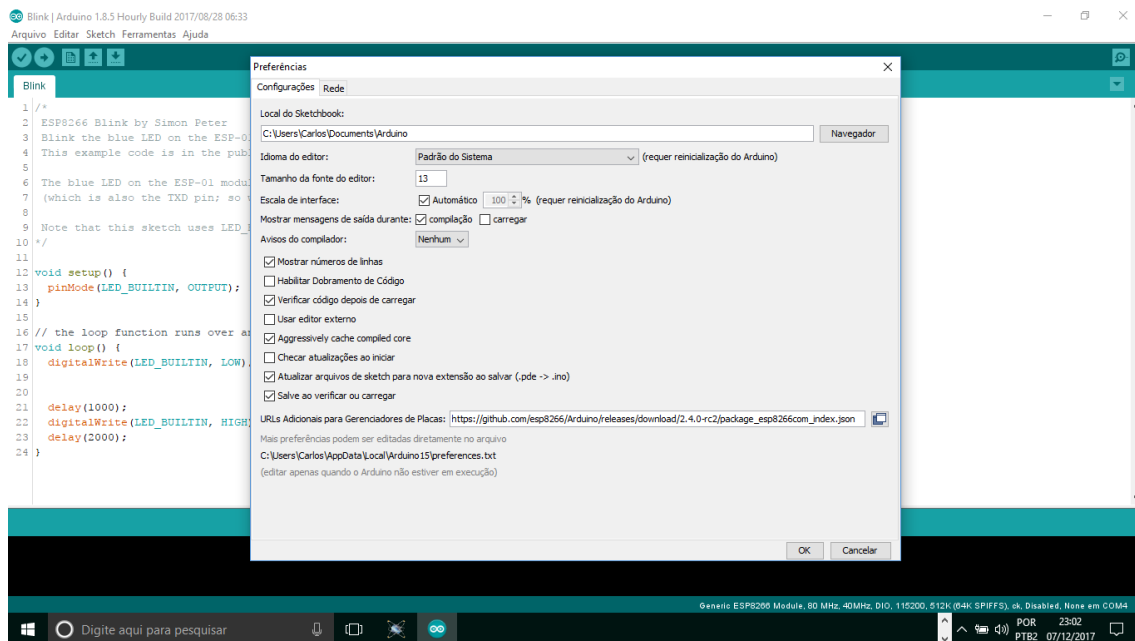 Blink | Arduino 1.8.5 Hourly Build 2017/08/28 06:33
Arquivo Editar Sketch Ferramentas Ajuda
Blink
1 /*
2 ESP8266 Blink by Simon Peter
3 Blink the blue LED on the ESP-0
4 This example code is in the pub
5
6 The blue LED on the ESP-01 modu
7 (which is also the TXD pin; so
8
9 Note that this sketch uses LED_
10 */
11
12 void setup() {
13 pinMode(LED_BUILTIN, OUTPUT);
14 }
15
16 // the loop function runs over a
17 void loop() {
18 digitalWrite(LED_BUILTIN, LOW)
19
20
21 delay(1000);
22 digitalWrite(LED_BUILTIN, HIGH
23 delay(2000);
24 }
Preferências
Configurações Rede
Local do Sketchbook:
C:\Users\Carlos\Documents\Arduino Navegador
Idioma do editor: Padrão do Sistema (requer reinicialização do Arduino)
Tamanho da fonte do editor: 13
Escala de interface: Automático 100 % (requer reinicialização do Arduino)
Mostrar mensagens de saída durante: compilação carregar
Avisos do compilador: Nenhum
Mostrar números de linhas
Habilitar Dobramento de Código
Verificar código depois de carregar
Usar editor externo
Aggressively cache compiled core
Checar atualizações ao iniciar
Atualizar arquivos de sketch para nova extensão ao salvar (.pde -> .ino)
Salve ao verificar ou carregar
URLs Adicionais para Gerenciadores de Placas: https://github.com/esp8266/Arduino/releases/download/2.4.0-rc2/package_esp8266com_index.json
Mais preferências podem ser editadas diretamente no arquivo
C:\Users\Carlos\AppData\Local\Arduino15\preferences.txt
(editar apenas quando o Arduino não estiver em execução)
OK Cancelar
Generic ESP8266 Module, 80 MHz, 40MHz, DIO, 115200, 512K (64K SPIFFS), ck, Disabled, None em COM4
Digite aqui para pesquisar
POR 23:02
PTB2 07/12/2017